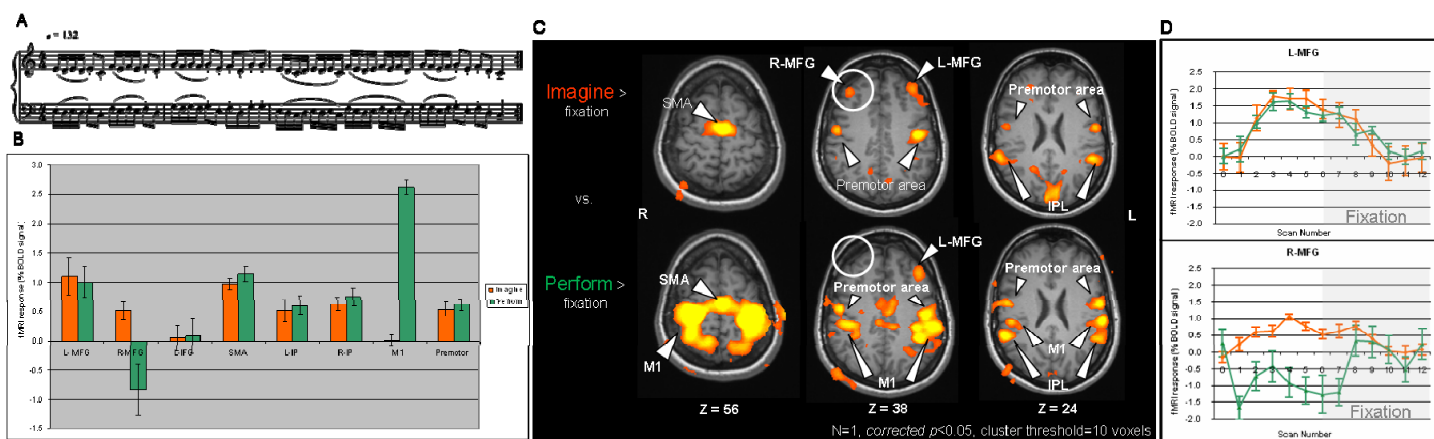 A
♩ = 132
B
fMRI response (% BOLD signal)
3.0
2.5
2.0
1.5
1.0
0.5
0.0
-0.5
-1.0
-1.5
L-MFG
R-MFG
SMA
L-IP
R-IP
M1
Premotor
Imagine
Perform
C
Imagine >
fixation
vs.
Perform >
fixation
R-MFG
L-MFG
SMA
Premotor area
Premotor area
IPL
R
L
L-MFG
SMA
Premotor area
Premotor area
M1
M1
M1
IPL
Z = 56
Z = 38
Z = 24
N=1, corrected p<0.05, cluster threshold=10 voxels
D
L-MFG
fMRI response (% BOLD signal)
2.5
2.0
1.5
1.0
0.5
0.0
-0.5
-1.0
-1.5
-2.0
0 1 2 3 4 5 6 7 8 9 10 11 12
Fixation
Scan Number
R-MFG
fMRI response (% BOLD signal)
2.5
2.0
1.5
1.0
0.5
0.0
-0.5
-1.0
-1.5
-2.0
0 1 2 3 4 5 6 7 8 9 10 11 12
Fixation
Scan Number